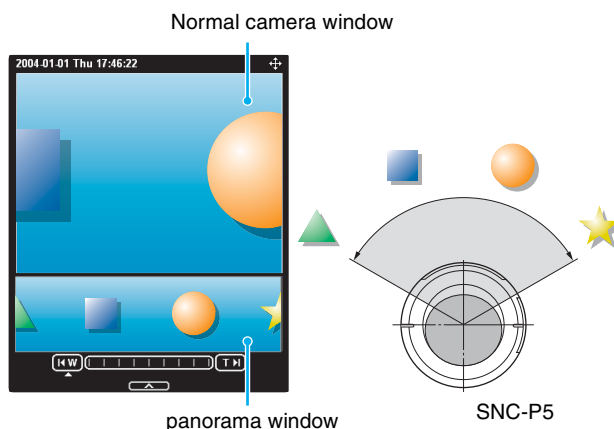 Normal camera window
2004-01-01 Thu 17:46:22
W
T
SNC-P5
panorama window